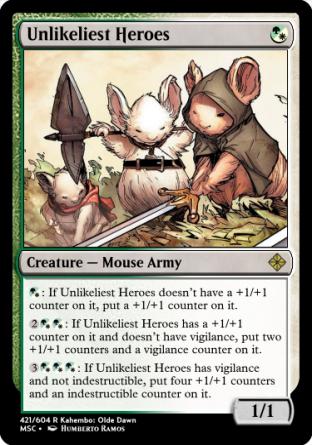 Unlikeliest Heroes
Creature — Mouse Army
: If Unlikeliest Heroes doesn't have a +1/+1
counter on it, put a +1/+1 counter on it.
2: If Unlikeliest Heroes has a +1/+1
counter on it and doesn't have vigilance, put two
+1/+1 counters and a vigilance counter on it.
3: If Unlikeliest Heroes has vigilance
and not indestructible, put four +1/+1 counters
and an indestructible counter on it.
1/1
421/604 R Kahembo: Olde Dawn
MSC • Humberto Ramos